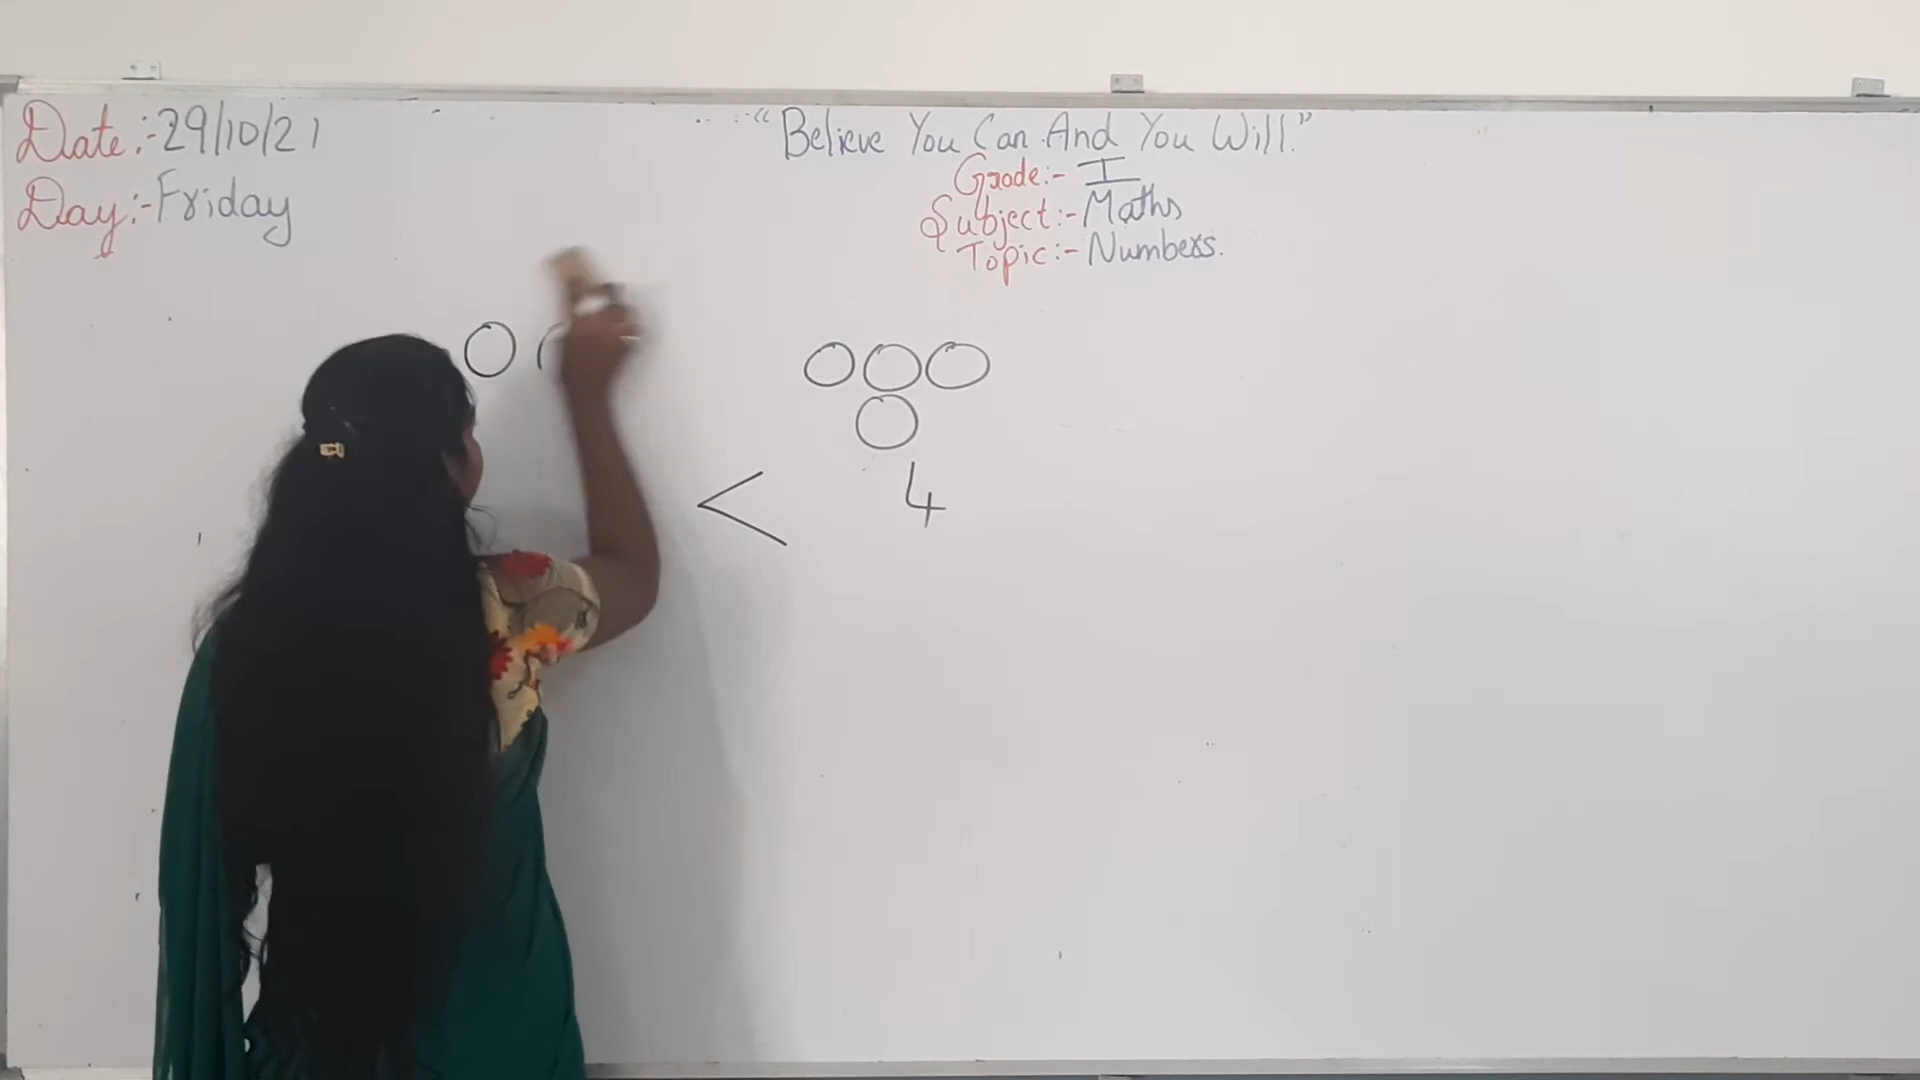 Date:-29/10/21
Day:-Friday
"Believe You Can And You Will."
Grade:- I
Subject:- Maths
Topic:- Numbers.
< 4